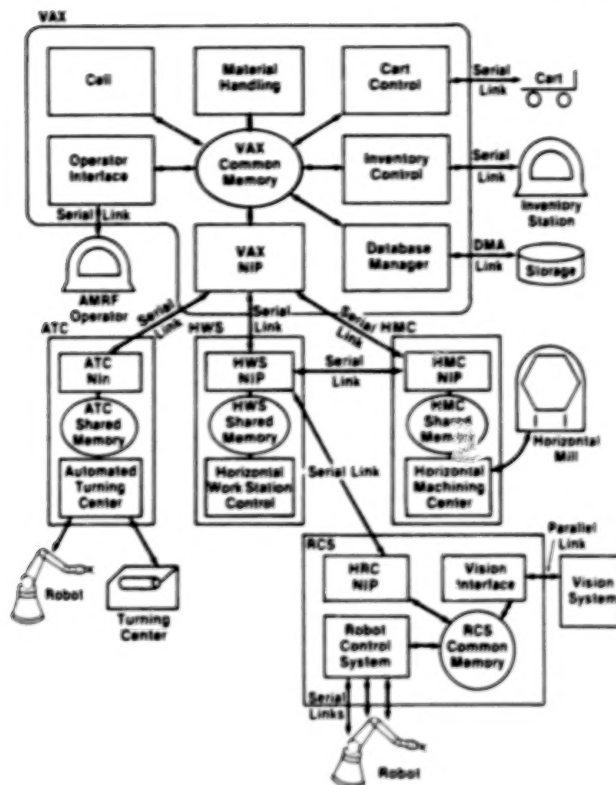 VAX
Cell
Material
Handling
Cart
Control
Serial
Link
Cart
Operator
Interface
VAX
Common
Memory
Inventory
Control
Serial
Link
Inventory
Station
Serial Link
VAX
NIP
Database
Manager
DMA
Link
Storage
AMRF
Operator
Serial
Link
Serial
Link
Serial
Link
ATC
HWS
HMC
ATC
Nin
HWS
NIP
Serial
Link
HMC
NIP
ATC
Shared
Memory
HWS
Shared
Memory
HMC
Shared
Memory
Horizontal
Mill
Automated
Turning
Center
Horizontal
Work Station
Control
Serial Link
Horizontal
Machining
Center
Robot
Turning
Center
RCS
HRC
NIP
Vision
Interface
Parallel
Link
Vision
System
Robot
Control
System
RCS
Common
Memory
Serial
Links
Robot